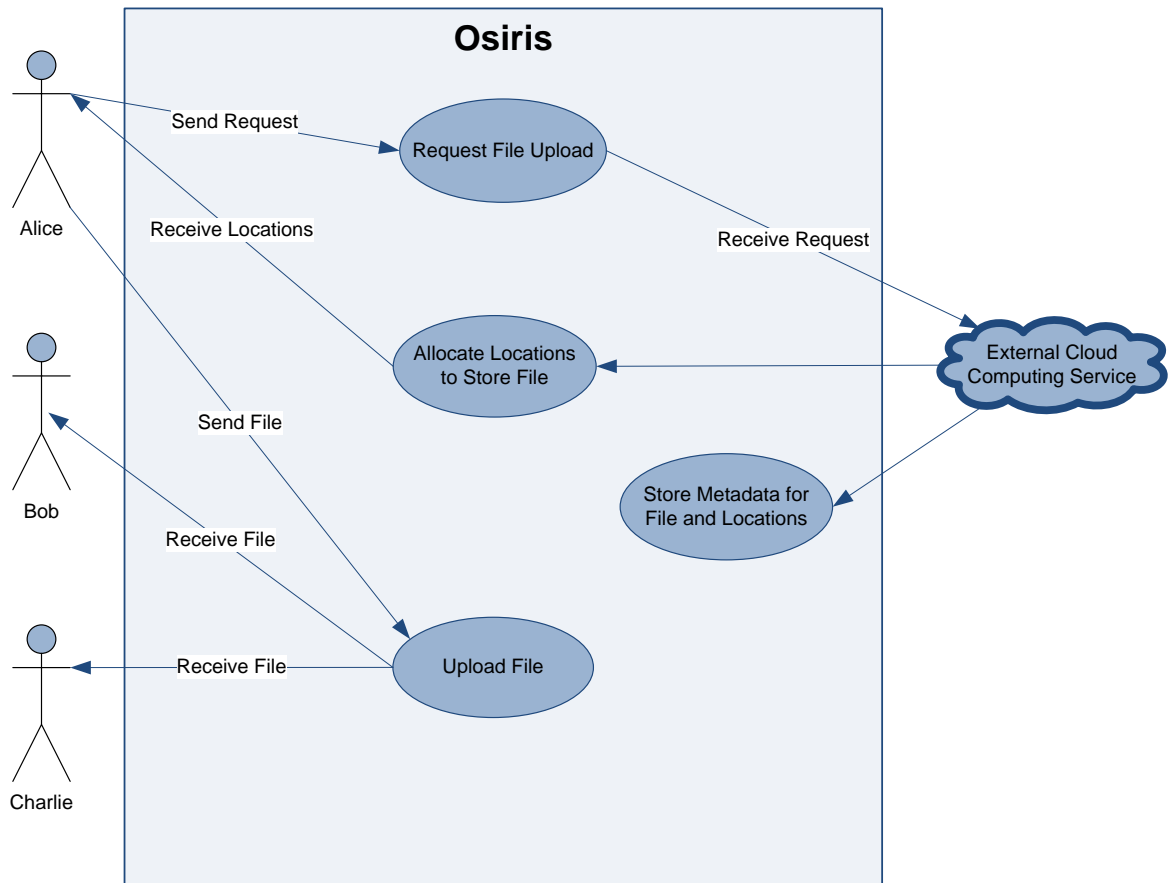 Osiris
Send Request
Request File Upload
Alice
Receive Locations
Receive Request
Allocate Locations
to Store File
External Cloud
Computing Service
Send File
Bob
Store Metadata for
File and Locations
Receive File
Receive File
Upload File
Charlie